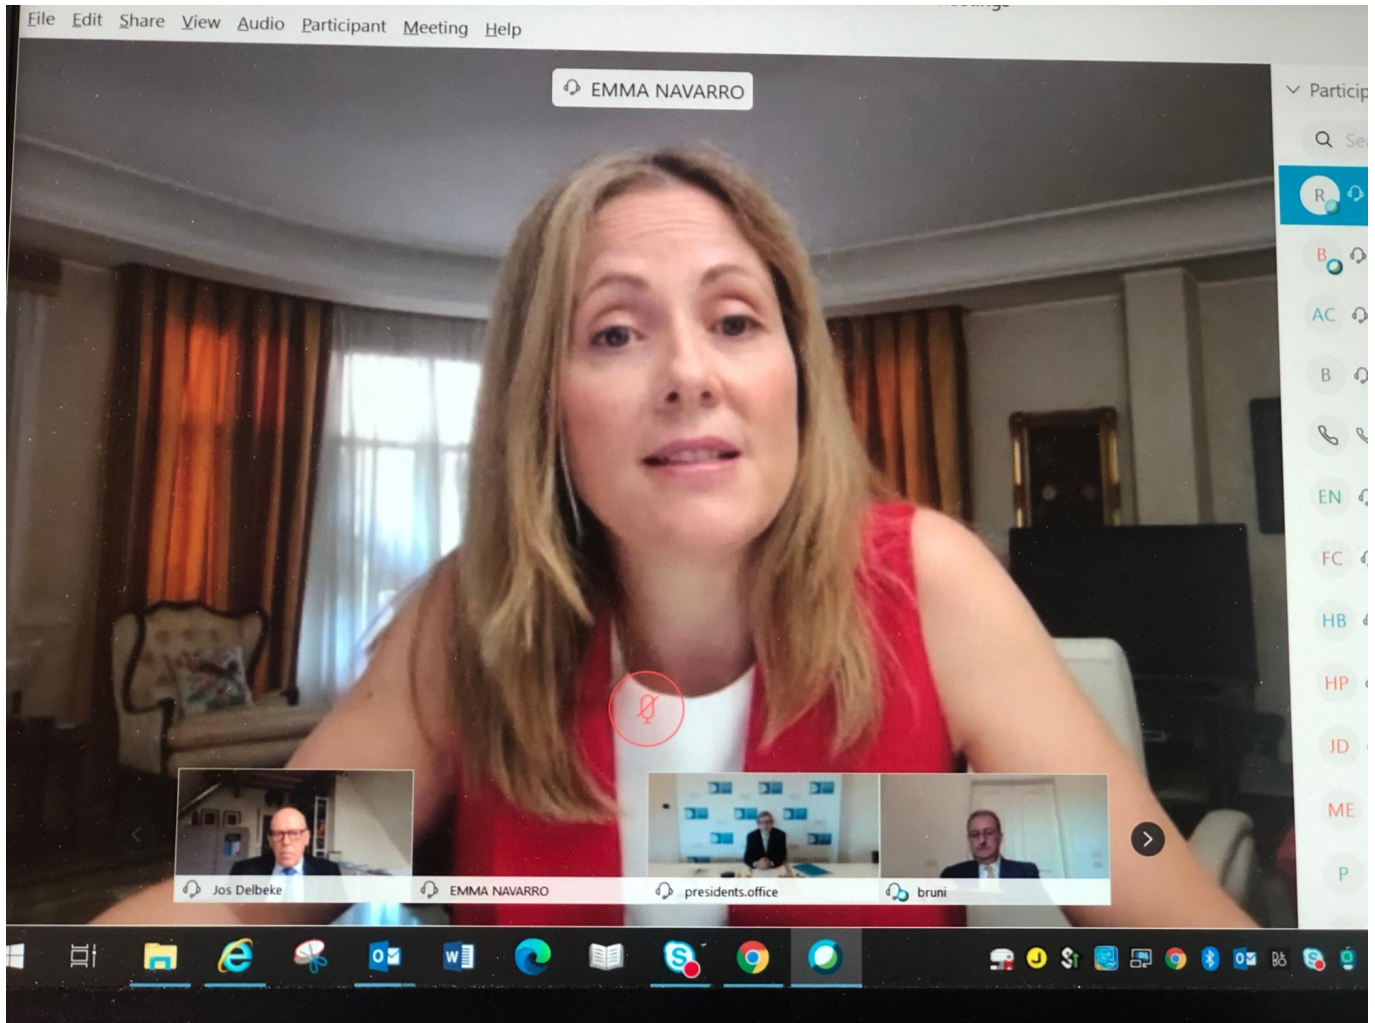 File Edit Share View Audio Participant Meeting Help
EMMA NAVARRO
R
B
AC
B
EN
FC
HB
HP
JD
ME
P
Jos Delbeke
EMMA NAVARRO
presidents.office
bruni